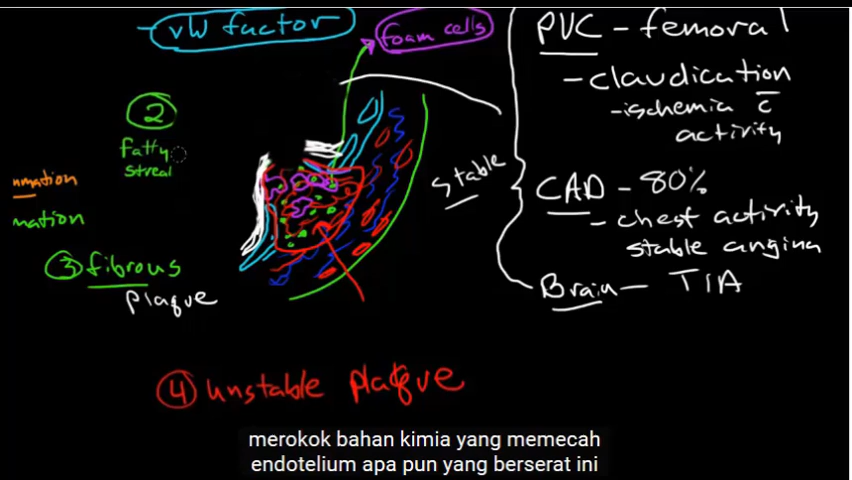 vW factor
foam cells
2
fatty
streal
nmation
mation
3 fibrous
plaque
4 unstable plaque
stable
PVC - femoral
- claudication
- ischemia c̅
activity
CAD - 80%
- chest activity
stable angina
Brain - TIA
merokok bahan kimia yang memecah
endotelium apa pun yang berserat ini